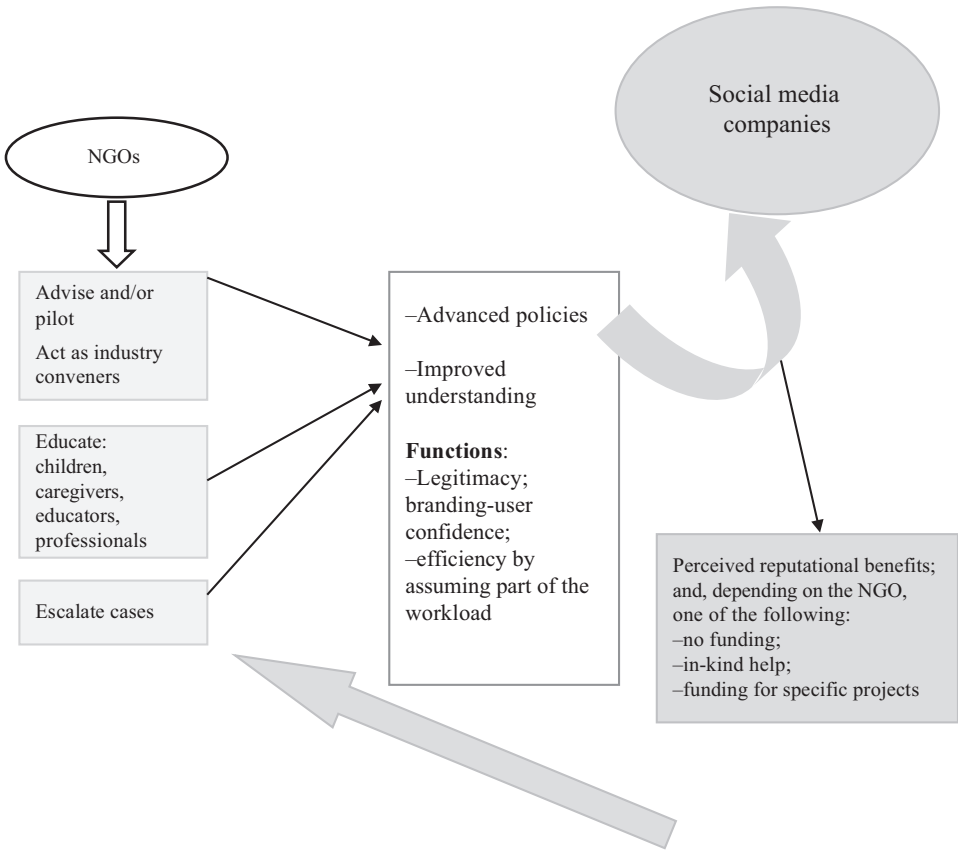 Social media
companies
NGOs
Advise and/or
pilot
Act as industry
conveners
Educate:
children,
caregivers,
educators,
professionals
Escalate cases
–Advanced policies
–Improved
understanding
Functions:
–Legitimacy;
branding-user
confidence;
–efficiency by
assuming part of the
workload
Perceived reputational benefits;
and, depending on the NGO,
one of the following:
–no funding;
–in-kind help;
–funding for specific projects